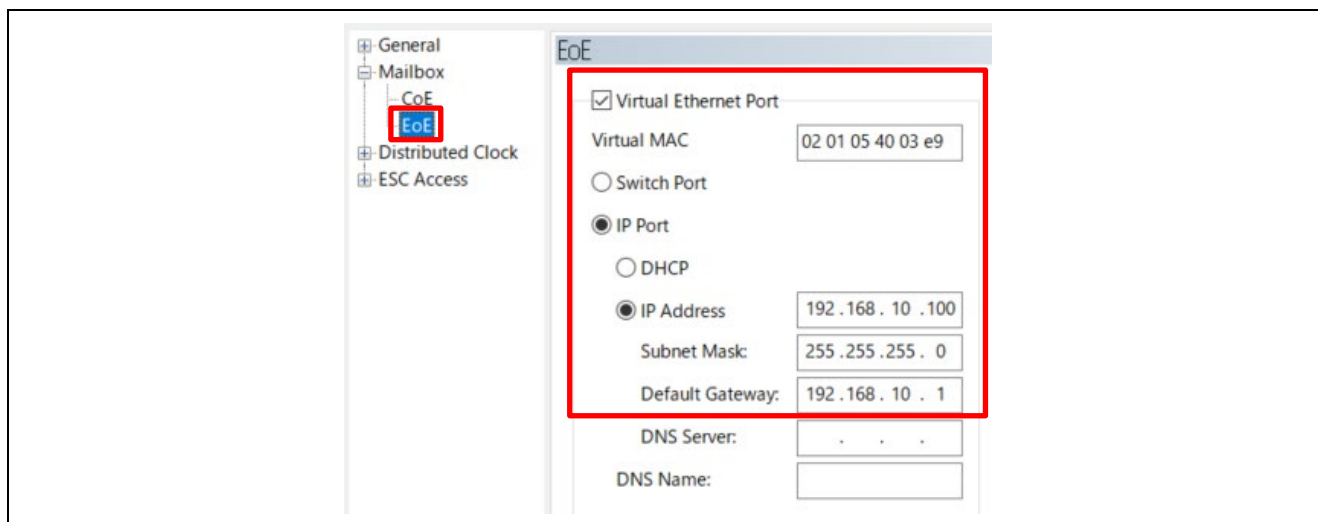 General
Mailbox
CoE
EoE
Distributed Clock
ESC Access
EoE
Virtual Ethernet Port
Virtual MAC 02 01 05 40 03 e9
Switch Port
IP Port
DHCP
IP Address 192 .168 . 10 .100
Subnet Mask: 255 .255 .255 . 0
Default Gateway: 192 .168 . 10 . 1
DNS Server: . . .
DNS Name: